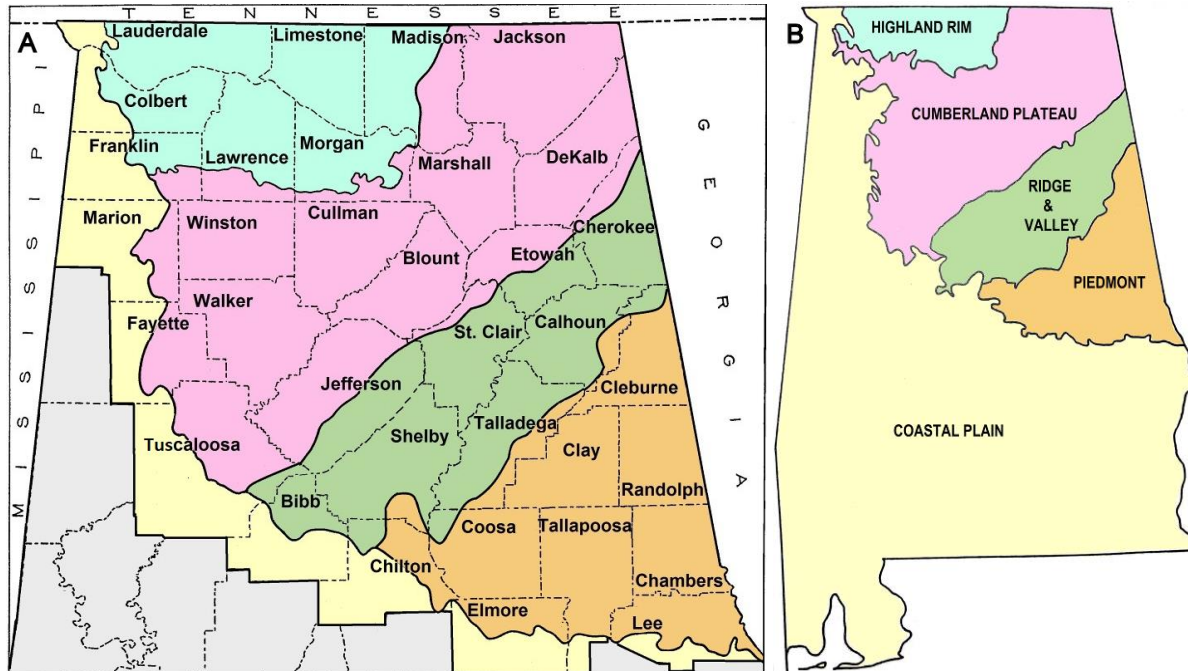 T E N N E S S E E
A
Lauderdale
Limestone
Madison
Jackson
Colbert
Franklin
Lawrence
Morgan
Marshall
DeKalb
Marion
Winston
Cullman
Cherokee
Blount
Etowah
Walker
Fayette
St. Clair
Calhoun
Jefferson
Cleburne
Tuscaloosa
Shelby
Talladega
Clay
Bibb
Randolph
Coosa
Tallapoosa
Chilton
Chambers
Elmore
Lee
M I S S I S S I P P I
G E O R G I A
B
HIGHLAND RIM
CUMBERLAND PLATEAU
RIDGE
&
VALLEY
PIEDMONT
COASTAL PLAIN